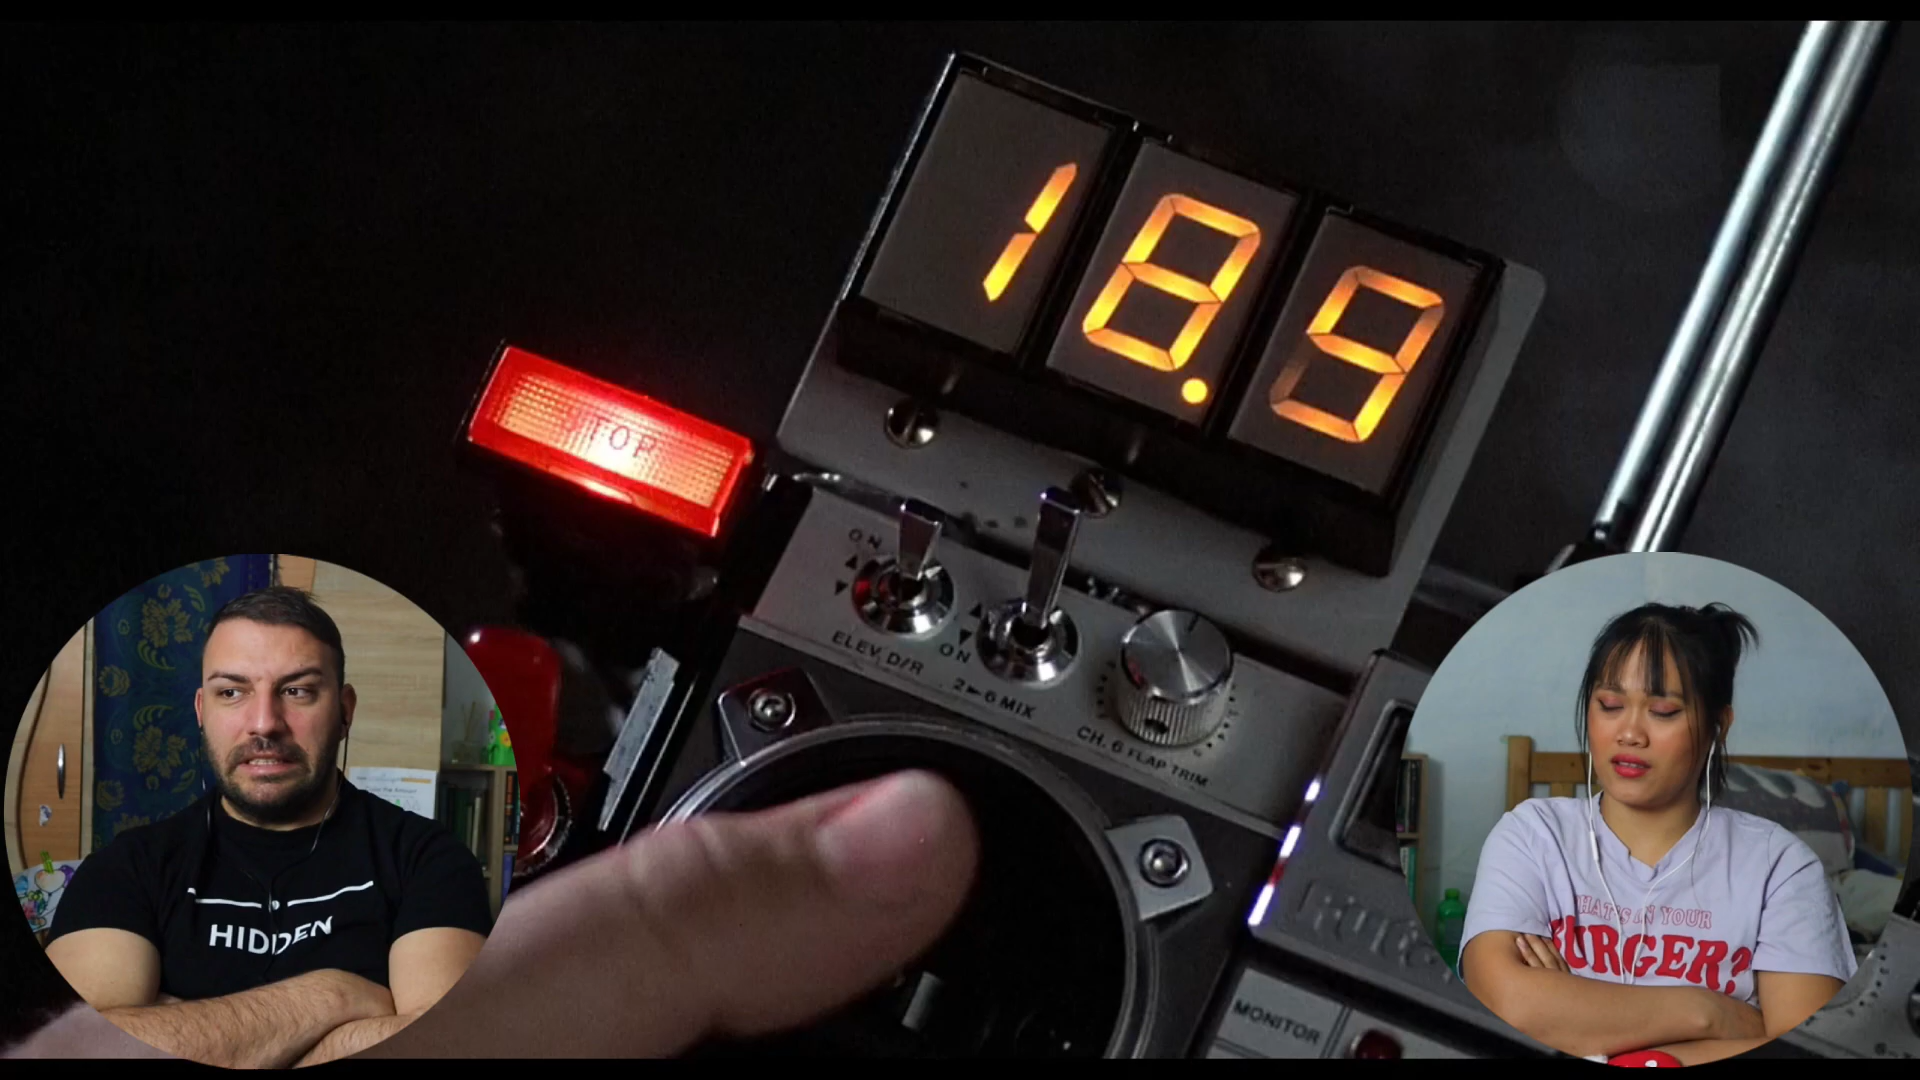 18.9
STOP
ON
ELEV D/R
ON
2►6 MIX
CH. 6 FLAP TRIM
MONITOR
HIDDEN
WHAT'S IN YOUR
BURGER?